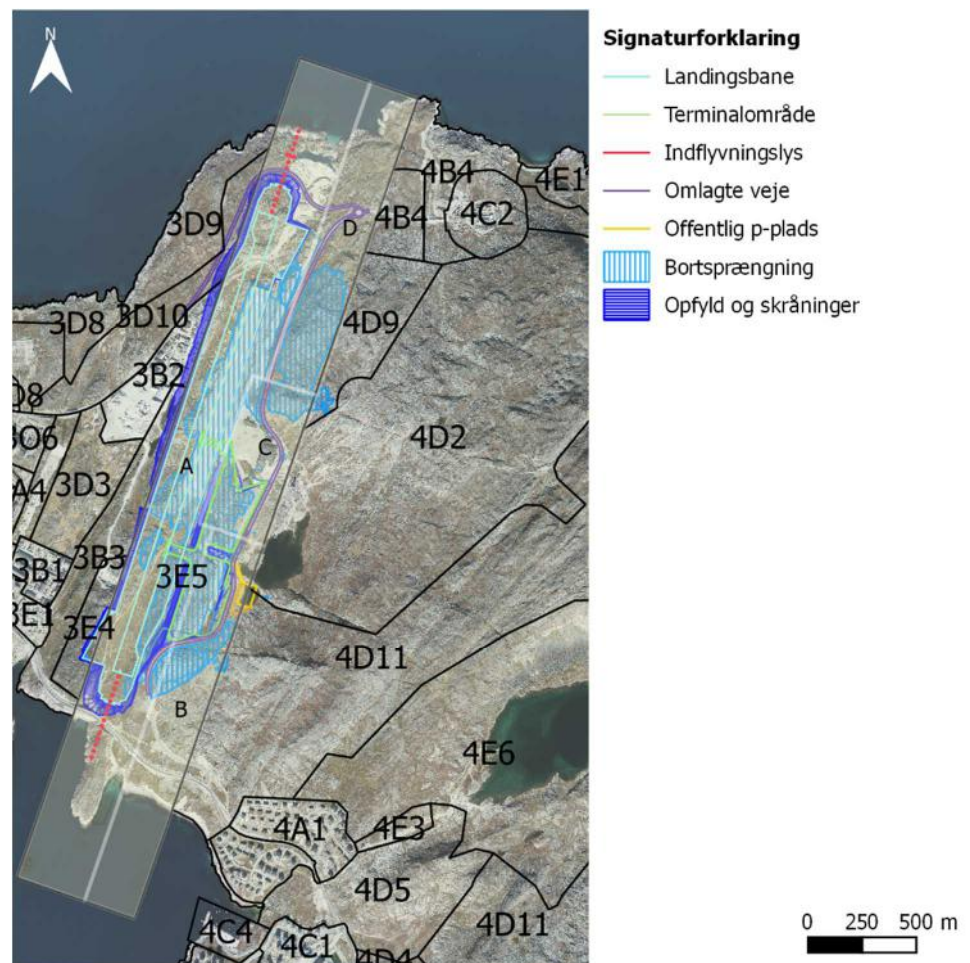 N
Signaturforklaring
Landingsbane
Terminalområde
Indflyvningslys
Omlagte veje
Offentlig p-plads
Bortsprængning
Opfyld og skråninger
4B4
4E1
3D9
4B4
4C2
D
3D8
3D10
4D9
3B2
D8
3O6
4D2
C
A
A4
3D3
3B3
3B1
3E5
3E1
3E4
4D11
B
4E6
4A1
4E3
4D5
4D11
4C4
4C1
4D4
0 250 500 m